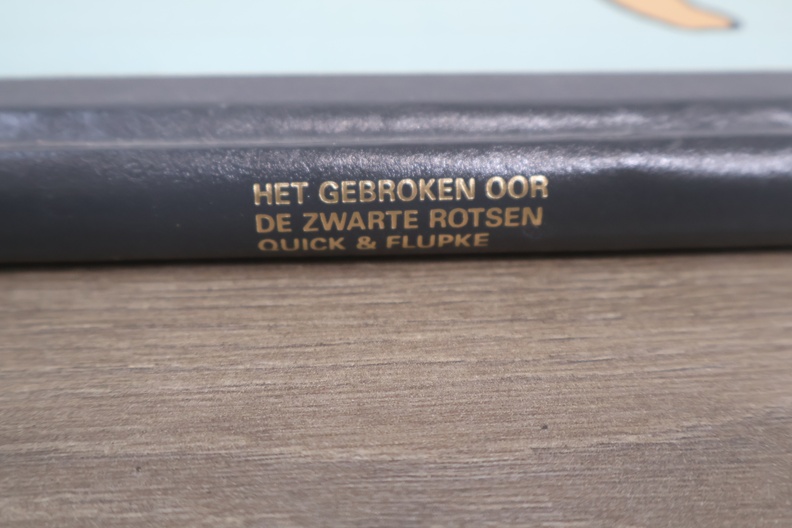 HET GEBROKEN OOR
DE ZWARTE ROTSEN
QUICK & FLUPKE